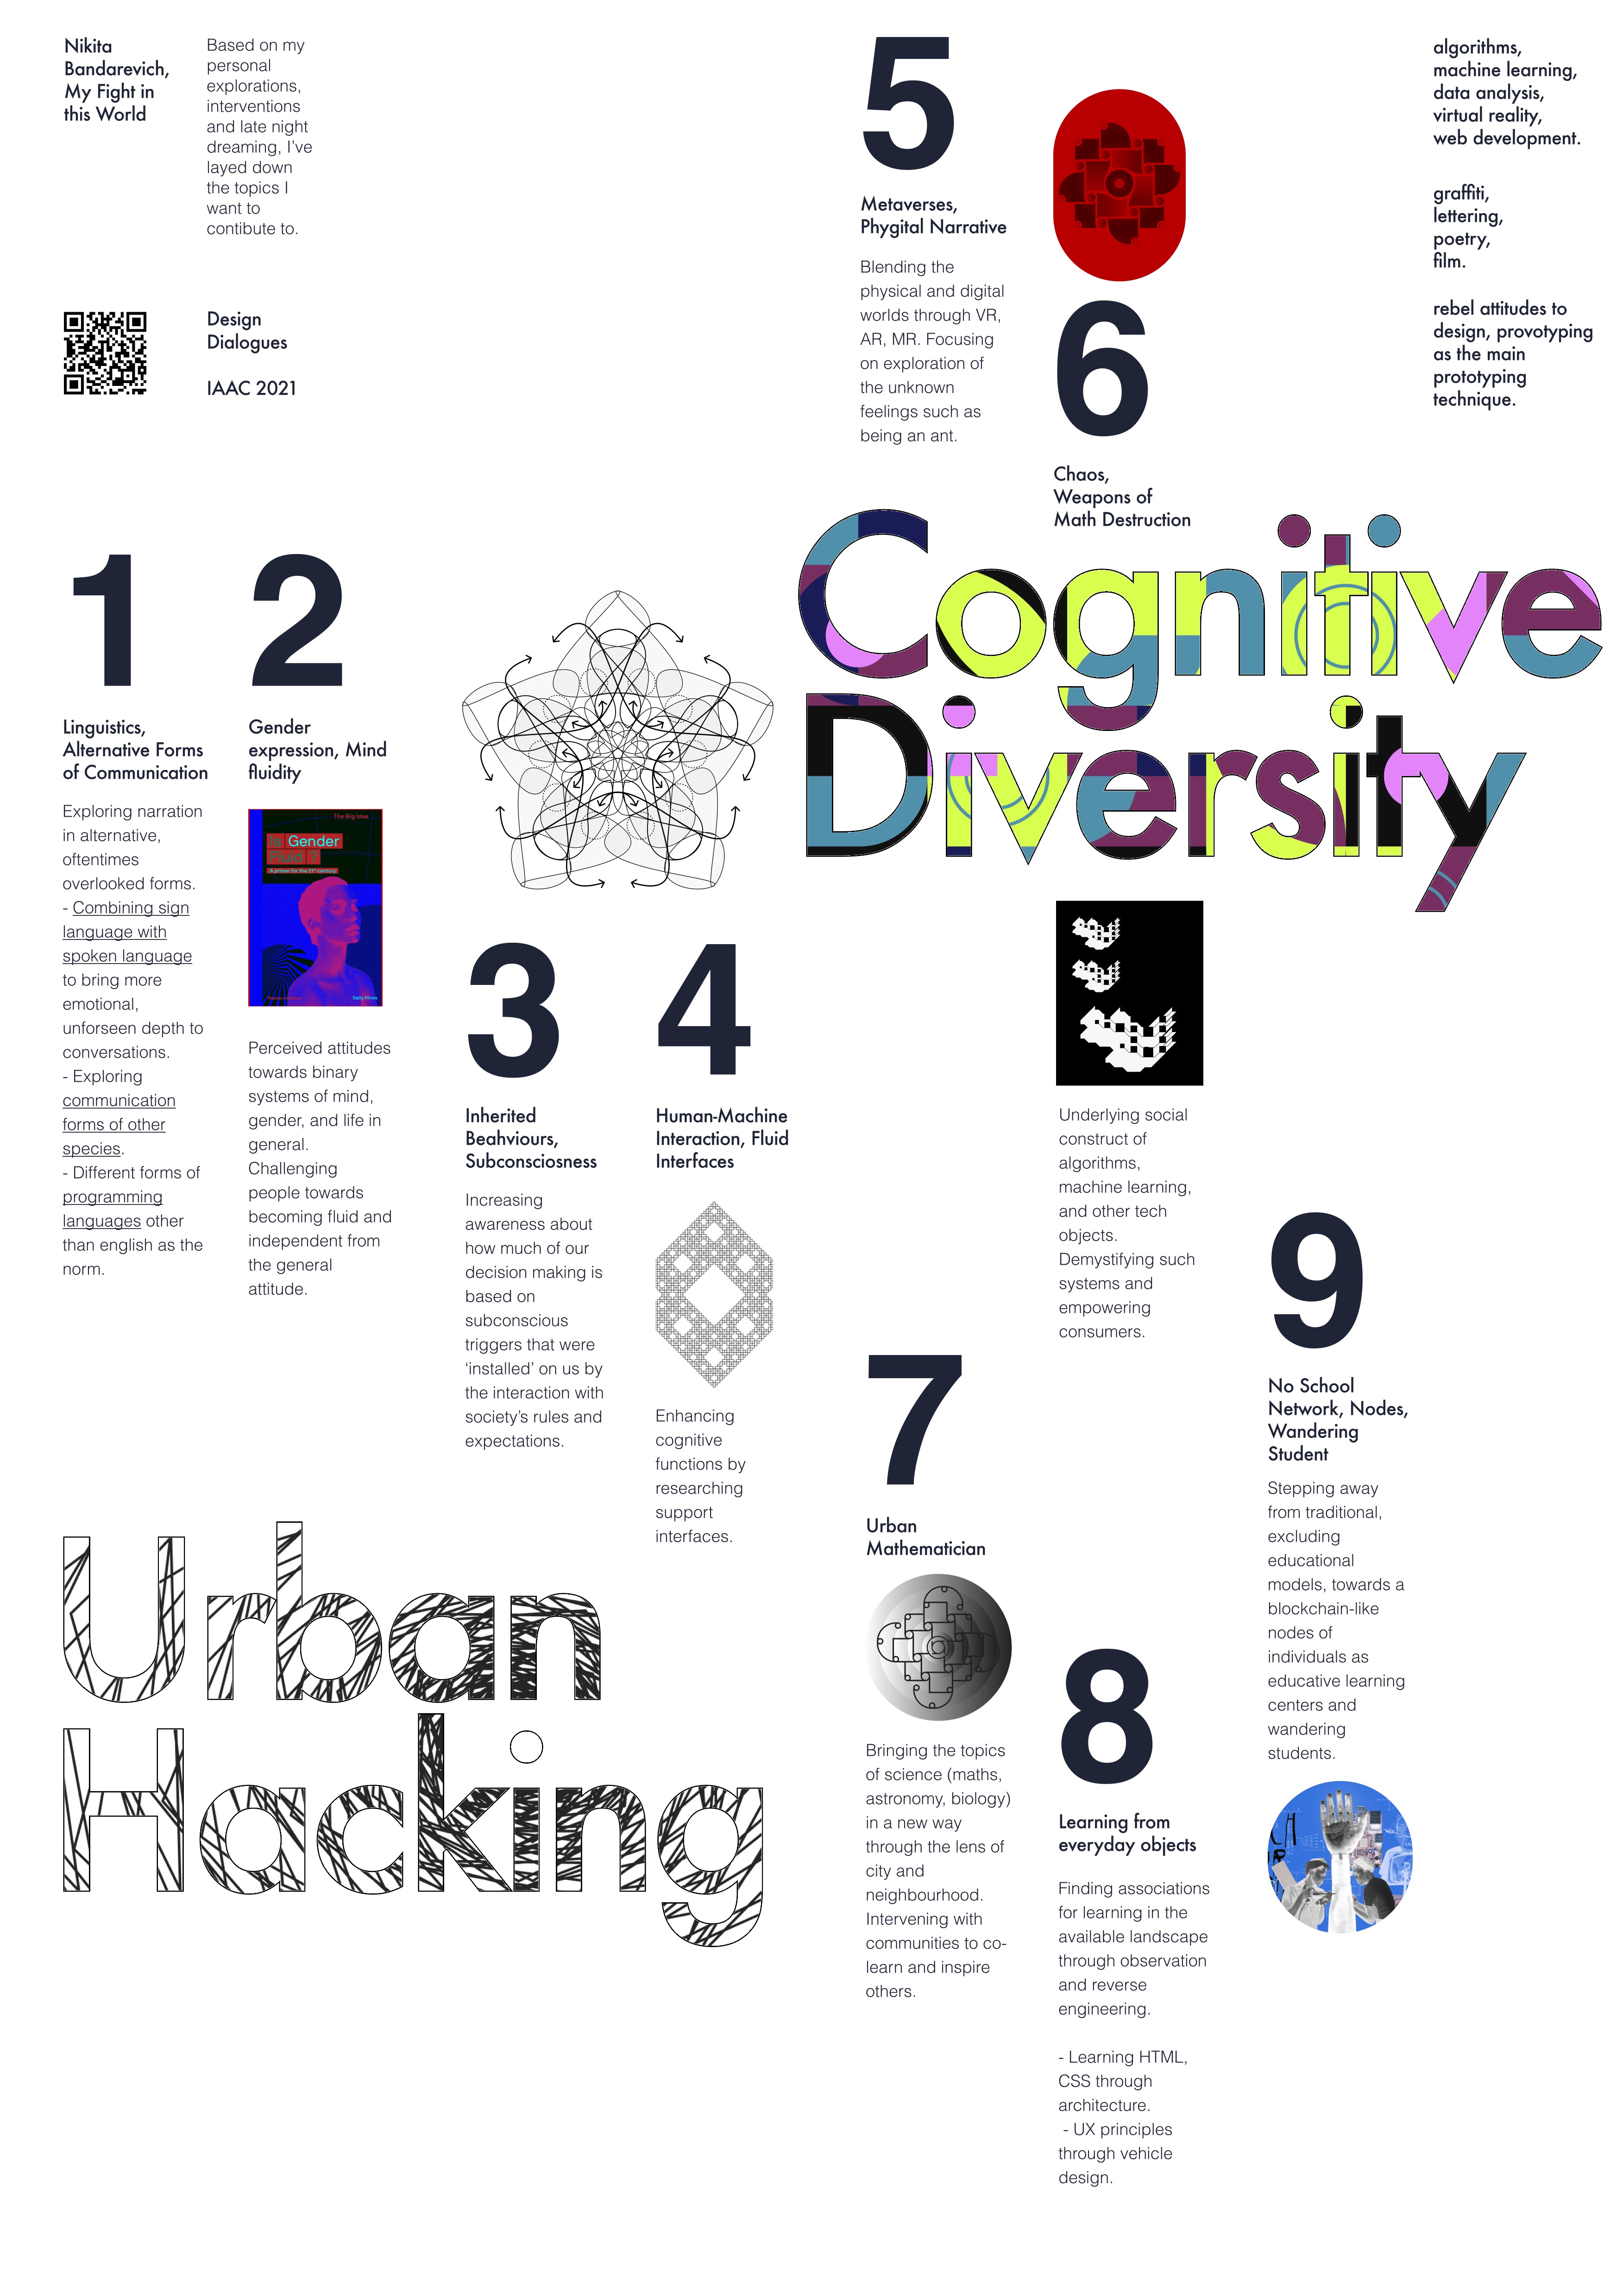 Nikita
Bandarevich,
My Fight in
this World
Based on my
personal
explorations,
interventions
and late night
dreaming, I've
layed down
the topics I
want to
contibute to.
Design
Dialogues
IAAC 2021
1
Linguistics,
Alternative Forms
of Communication
Exploring narration
in alternative,
oftentimes
overlooked forms.
- Combining sign
language with
spoken language
to bring more
emotional,
unforseen depth to
conversations.
- Exploring
communication
forms of other
species.
- Different forms of
programming
languages other
than english as the
norm.
2
Gender
expression, Mind
fluidity
The Big Idea
Is Gender
Fluid ?
A primer for the 21st century
Sally Hines
Perceived attitudes
towards binary
systems of mind,
gender, and life in
general.
Challenging
people towards
becoming fluid and
independent from
the general
attitude.
3
Inherited
Beahviours,
Subconsciosness
Increasing
awareness about
how much of our
decision making is
based on
subconscious
triggers that were
‘installed’ on us by
the interaction with
society's rules and
expectations.
4
Human-Machine
Interaction, Fluid
Interfaces
Enhancing
cognitive
functions by
researching
support
interfaces.
Urban
Hacking
5
Metaverses,
Phygital Narrative
Blending the
physical and digital
worlds through VR,
AR, MR. Focusing
on exploration of
the unknown
feelings such as
being an ant.
6
Chaos,
Weapons of
Math Destruction
algorithms,
machine learning,
data analysis,
virtual reality,
web development.
graffiti,
lettering,
poetry,
film.
rebel attitudes to
design, provotyping
as the main
prototyping
technique.
Cognitive
Diversity
Underlying social
construct of
algorithms,
machine learning,
and other tech
objects.
Demystifying such
systems and
empowering
consumers.
7
Urban
Mathematician
Bringing the topics
of science (maths,
astronomy, biology)
in a new way
through the lens of
city and
neighbourhood.
Intervening with
communities to co-
learn and inspire
others.
8
Learning from
everyday objects
Finding associations
for learning in the
available landscape
through observation
and reverse
engineering.
- Learning HTML,
CSS through
architecture.
- UX principles
through vehicle
design.
9
No School
Network, Nodes,
Wandering
Student
Stepping away
from traditional,
excluding
educational
models, towards a
blockchain-like
nodes of
individuals as
educative learning
centers and
wandering
students.